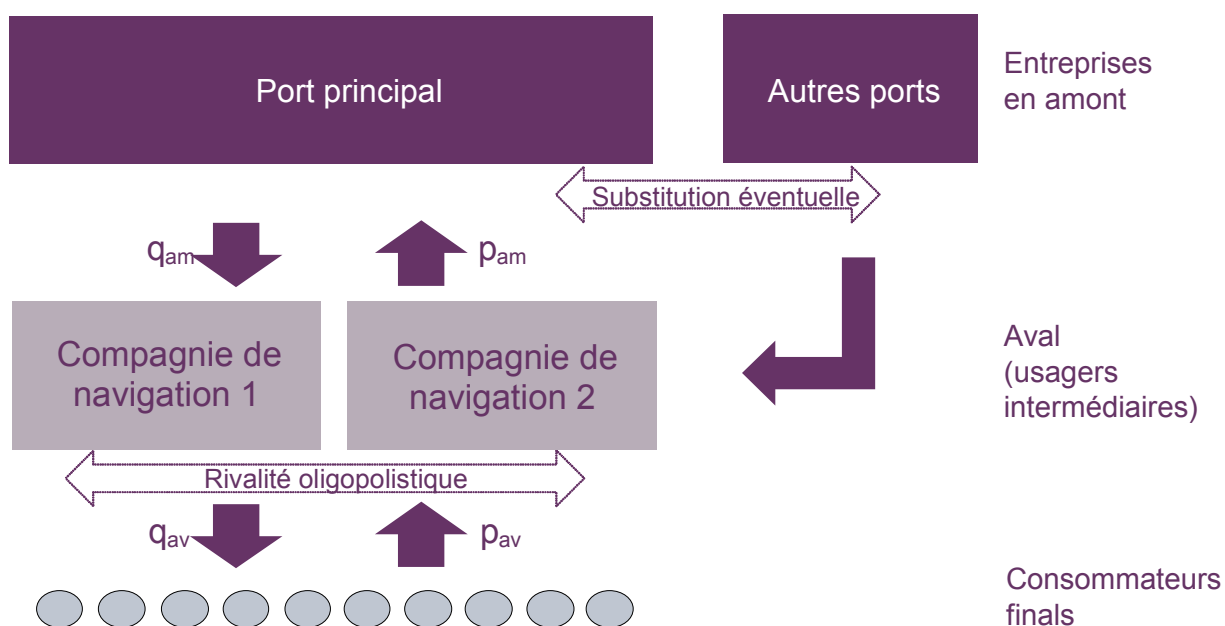 Port principal
Autres ports
Entreprises
en amont
Substitution éventuelle
qam
pam
Compagnie de
navigation 1
Compagnie de
navigation 2
Aval
(usagers
intermédiaires)
Rivalité oligopolistique
qav
pav
Consommateurs
finals